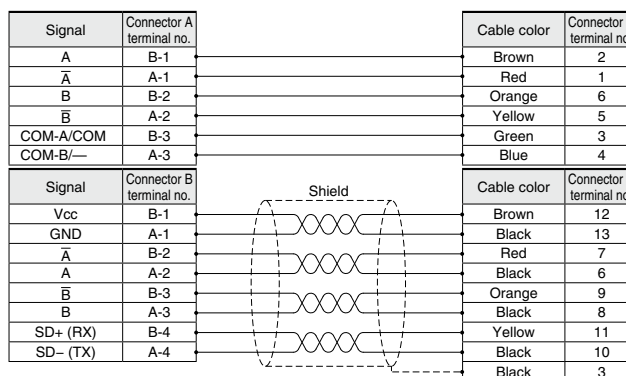 Signal Connector A terminal no. Cable color Connector terminal no
A B-1 Brown 2
A̅ A-1 Red 1
B B-2 Orange 6
B̅ A-2 Yellow 5
COM-A/COM B-3 Green 3
COM-B/— A-3 Blue 4
Signal Connector B terminal no. Shield Cable color Connector terminal no
Vcc B-1 Brown 12
GND A-1 Black 13
A̅ B-2 Red 7
A A-2 Black 6
B̅ B-3 Orange 9
B A-3 Black 8
SD+ (RX) B-4 Yellow 11
SD− (TX) A-4 Black 10
Black 3